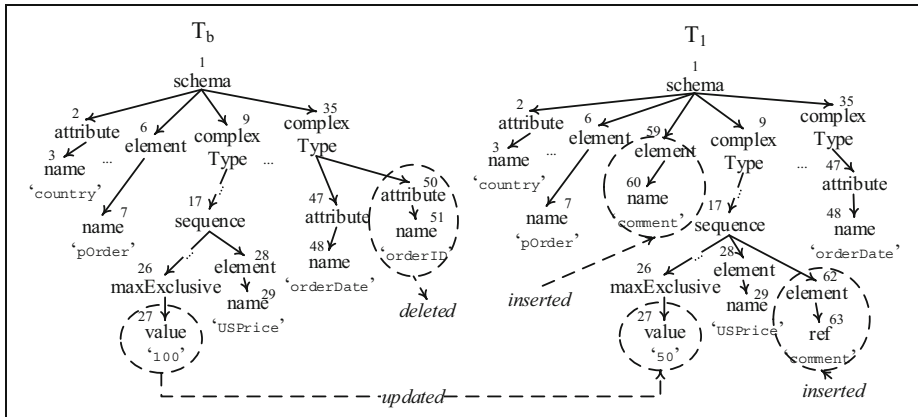 T_b
T_1
1
schema
1
schema
2
attribute
6
element
9
complex
Type
35
complex
Type
3
name
'country'
...
...
7
name
'pOrder'
17
sequence
47
attribute
48
name
'orderDate'
50
attribute
51
name
'orderID'
deleted
26
maxExclusive
28
element
29
name
'USPrice'
27
value
'100'
2
attribute
6
element
59
element
9
complex
Type
35
complex
Type
3
name
'country'
...
...
60
name
'comment'
47
attribute
48
name
'orderDate'
7
name
'pOrder'
17
sequence
inserted
26
maxExclusive
28
element
29
name
'USPrice'
62
element
63
ref
'comment'
inserted
27
value
'50'
updated